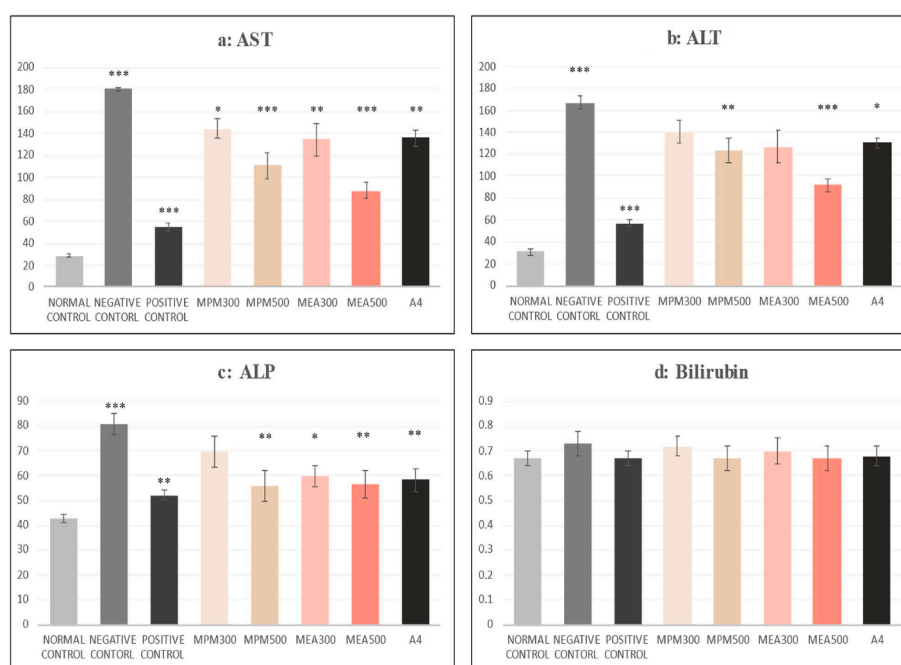 a: AST
200
180
160
140
120
100
80
60
40
20
0
***
***
*
***
**
***
**
NORMAL CONTROL
NEGATIVE CONTORL
POSITIVE CONTROL
MPM300
MPM500
MEA300
MEA500
A4
b: ALT
200
180
160
140
120
100
80
60
40
20
0
***
***
**
***
*
NORMAL CONTROL
NEGATIVE CONTORL
POSITIVE CONTROL
MPM300
MPM500
MEA300
MEA500
A4
c: ALP
90
80
70
60
50
40
30
20
10
0
***
**
**
*
**
**
NORMAL CONTROL
NEGATIVE CONTORL
POSITIVE CONTROL
MPM300
MPM500
MEA300
MEA500
A4
d: Bilirubin
0.9
0.8
0.7
0.6
0.5
0.4
0.3
0.2
0.1
0
NORMAL CONTROL
NEGATIVE CONTORL
POSITIVE CONTROL
MPM300
MPM500
MEA300
MEA500
A4